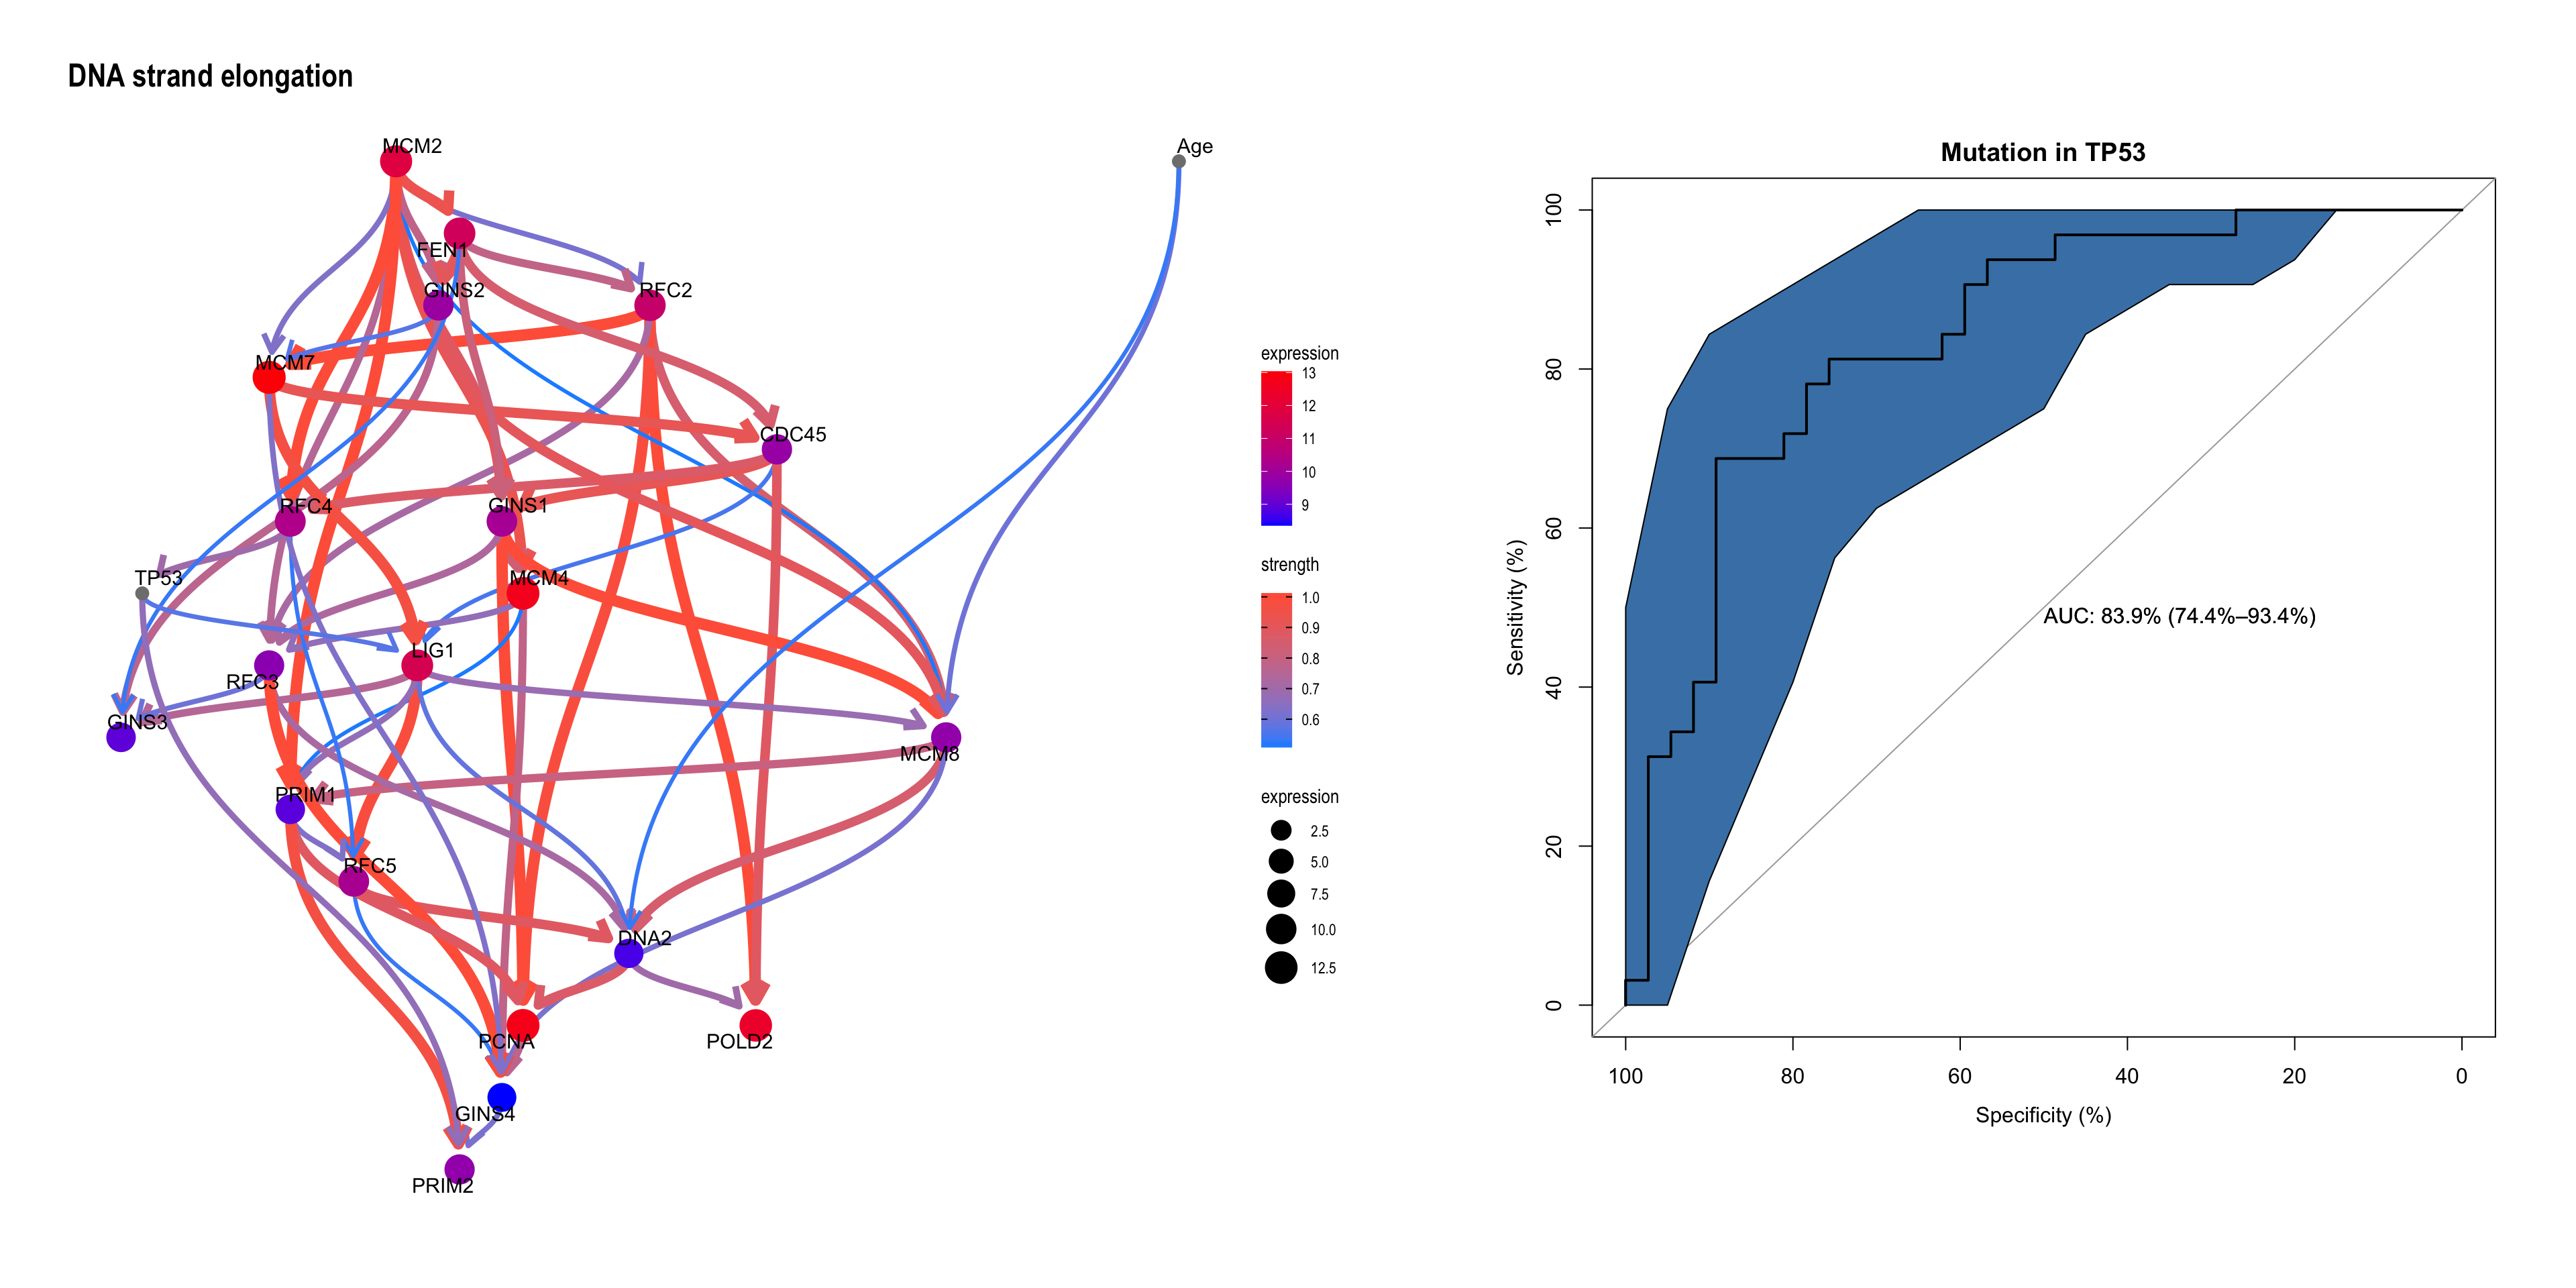 DNA strand elongation
MCM2
Age
FEN1
GINS2
RFC2
MCM7
CDC45
RFC4
GINS1
TP53
MCM4
LIG1
RFC3
GINS3
MCM8
PRIM1
RFC5
DNA2
PCNA
POLD2
GINS4
PRIM2
expression
13
12
11
10
9
strength
1.0
0.9
0.8
0.7
0.6
expression
2.5
5.0
7.5
10.0
12.5
Mutation in TP53
Sensitivity (%)
100
80
60
40
20
0
AUC: 83.9% (74.4%–93.4%)
100 80 60 40 20 0
Specificity (%)